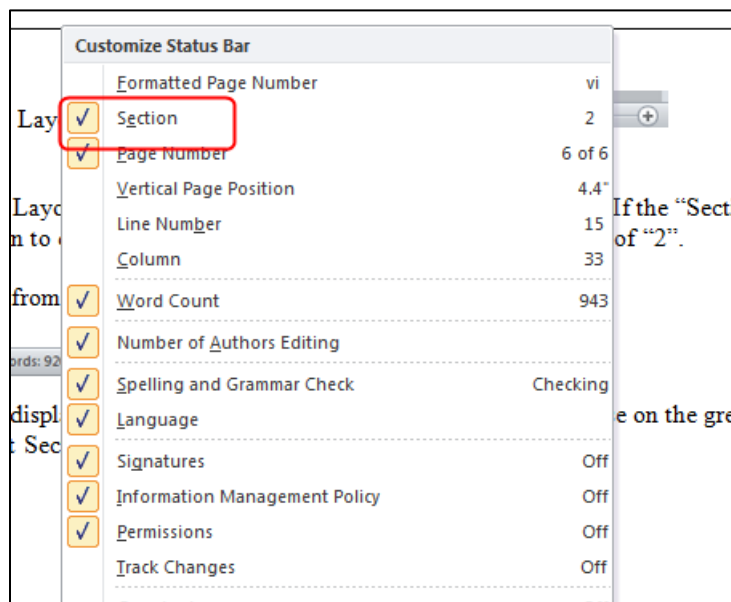 Customize Status Bar
Formatted Page Number vi
Lay Section 2
Page Number 6 of 6
Vertical Page Position 4.4"
Layo If the “Sect
Line Number 15
n to of “2”.
Column 33
from Word Count 943
Number of Authors Editing
ords: 92
Spelling and Grammar Check Checking
displ e on the gre
Language
t Sec
Signatures Off
Information Management Policy Off
Permissions Off
Track Changes Off